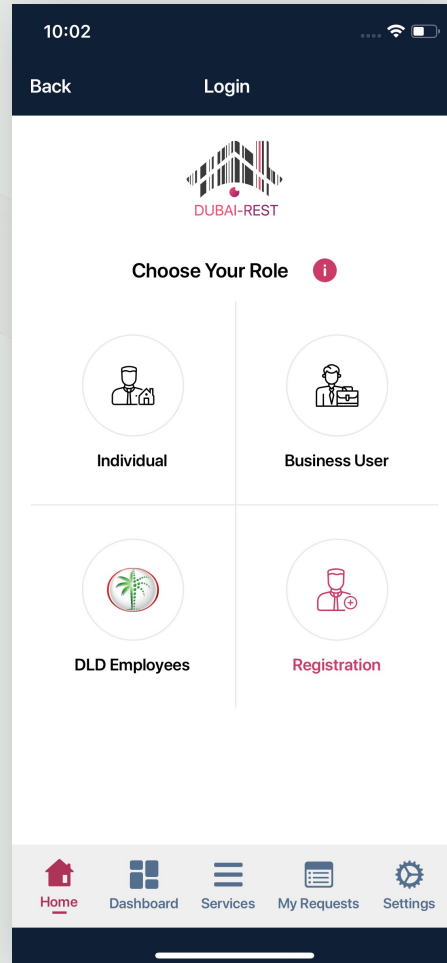 10:02
Back Login
DUBAI-REST
Choose Your Role i
Individual Business User
DLD Employees Registration
Home Dashboard Services My Requests Settings